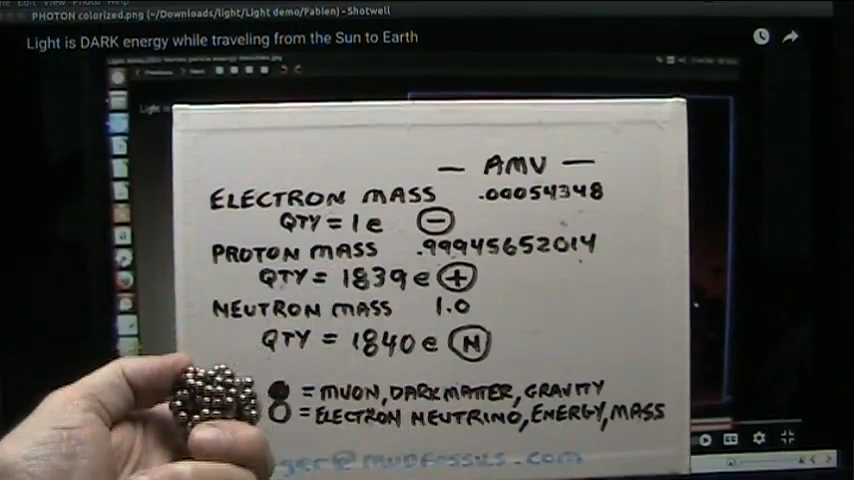 PHOTON colorized.png (~/Downloads/light/Light demo/Fabien) - Shotwell
Light is DARK energy while traveling from the Sun to Earth
— AMV —
ELECTRON MASS .00054348
QTY = 1e ⊖
PROTON MASS .99945652014
QTY = 1839e ⊕
NEUTRON MASS 1.0
QTY = 1840e N
= MUON, DARK MATTER, GRAVITY
= ELECTRON NEUTRINO, ENERGY, MASS